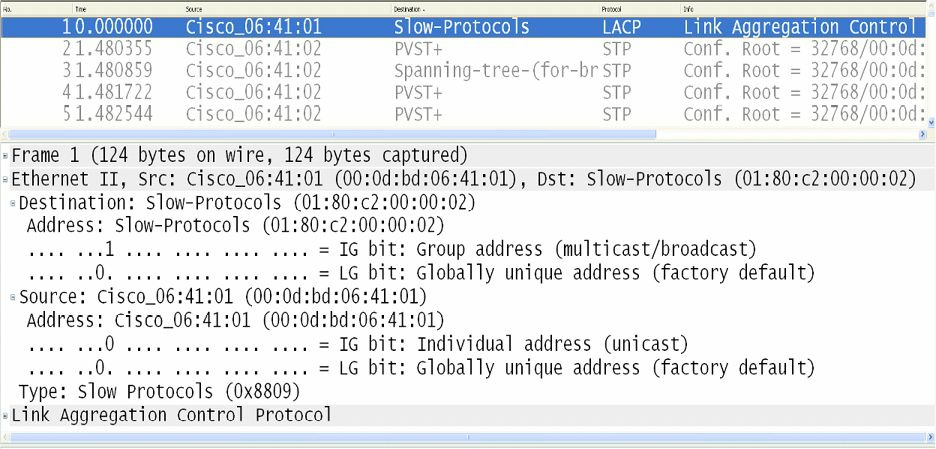 No. Time Source Destination Protocol Info
1 0.000000 Cisco_06:41:01 Slow-Protocols LACP Link Aggregation Control
2 1.480355 Cisco_06:41:02 PVST+ STP Conf. Root = 32768/00:0d:
3 1.480859 Cisco_06:41:02 Spanning-tree-(for-br STP Conf. Root = 32768/00:0d:
4 1.481722 Cisco_06:41:02 PVST+ STP Conf. Root = 32768/00:0d:
5 1.482544 Cisco_06:41:02 PVST+ STP Conf. Root = 32768/00:0d:
Frame 1 (124 bytes on wire, 124 bytes captured)
Ethernet II, Src: Cisco_06:41:01 (00:0d:bd:06:41:01), Dst: Slow-Protocols (01:80:c2:00:00:02)
Destination: Slow-Protocols (01:80:c2:00:00:02)
Address: Slow-Protocols (01:80:c2:00:00:02)
.... ...1 .... .... .... .... = IG bit: Group address (multicast/broadcast)
.... ..0. .... .... .... .... = LG bit: Globally unique address (factory default)
Source: Cisco_06:41:01 (00:0d:bd:06:41:01)
Address: Cisco_06:41:01 (00:0d:bd:06:41:01)
.... ...0 .... .... .... .... = IG bit: Individual address (unicast)
.... ..0. .... .... .... .... = LG bit: Globally unique address (factory default)
Type: Slow Protocols (0x8809)
Link Aggregation Control Protocol